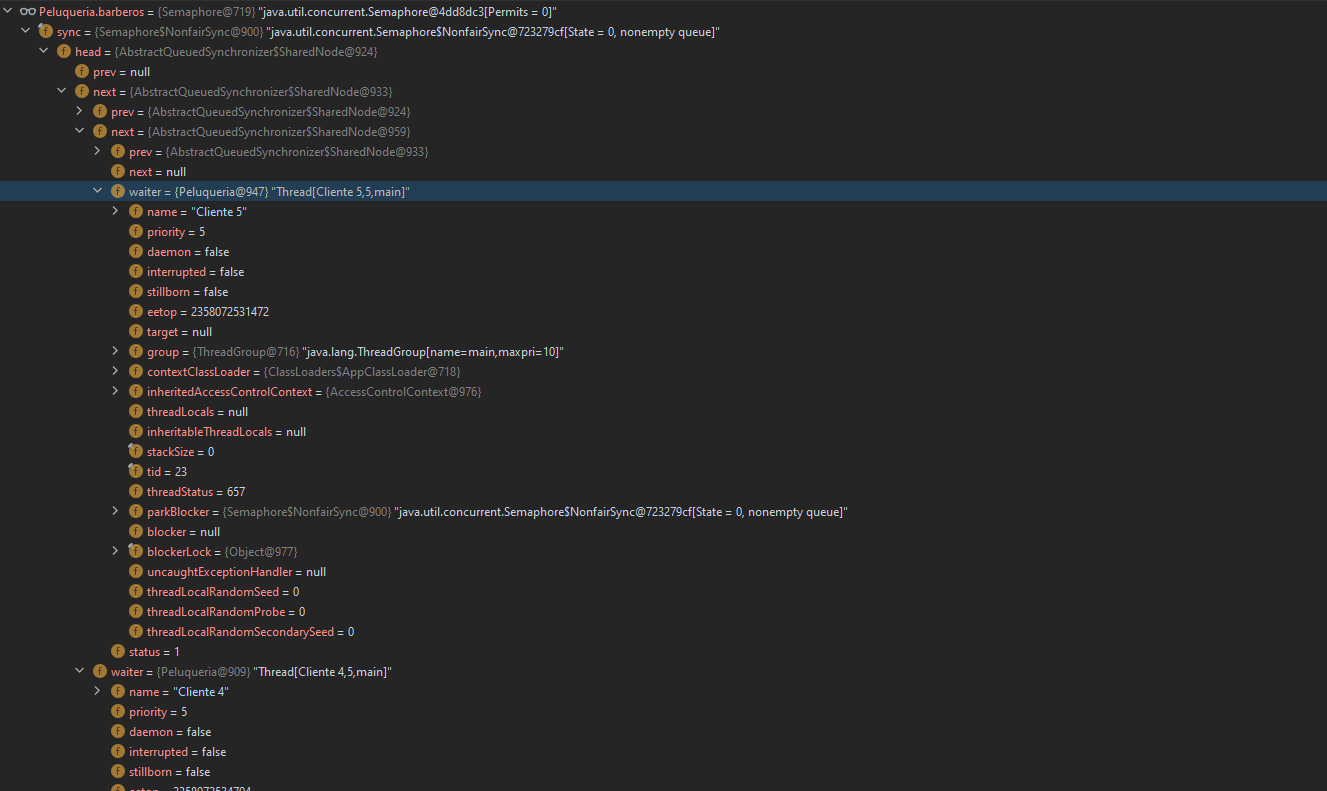 Peluqueria.barberos = {Semaphore@719} "java.util.concurrent.Semaphore@4dd8dc3[Permits = 0]"
sync = {Semaphore$NonfairSync@900} "java.util.concurrent.Semaphore$NonfairSync@723279cf[State = 0, nonempty queue]"
head = {AbstractQueuedSynchronizer$SharedNode@924}
prev = null
next = {AbstractQueuedSynchronizer$SharedNode@933}
prev = {AbstractQueuedSynchronizer$SharedNode@924}
next = {AbstractQueuedSynchronizer$SharedNode@959}
prev = {AbstractQueuedSynchronizer$SharedNode@933}
next = null
waiter = {Peluqueria@947} "Thread[Cliente 5,5,main]"
name = "Cliente 5"
priority = 5
daemon = false
interrupted = false
stillborn = false
eetop = 2358072531472
target = null
group = {ThreadGroup@716} "java.lang.ThreadGroup[name=main,maxpri=10]"
contextClassLoader = {ClassLoaders$AppClassLoader@718}
inheritedAccessControlContext = {AccessControlContext@976}
threadLocals = null
inheritableThreadLocals = null
stackSize = 0
tid = 23
threadStatus = 657
parkBlocker = {Semaphore$NonfairSync@900} "java.util.concurrent.Semaphore$NonfairSync@723279cf[State = 0, nonempty queue]"
blocker = null
blockerLock = {Object@977}
uncaughtExceptionHandler = null
threadLocalRandomSeed = 0
threadLocalRandomProbe = 0
threadLocalRandomSecondarySeed = 0
status = 1
waiter = {Peluqueria@909} "Thread[Cliente 4,5,main]"
name = "Cliente 4"
priority = 5
daemon = false
interrupted = false
stillborn = false